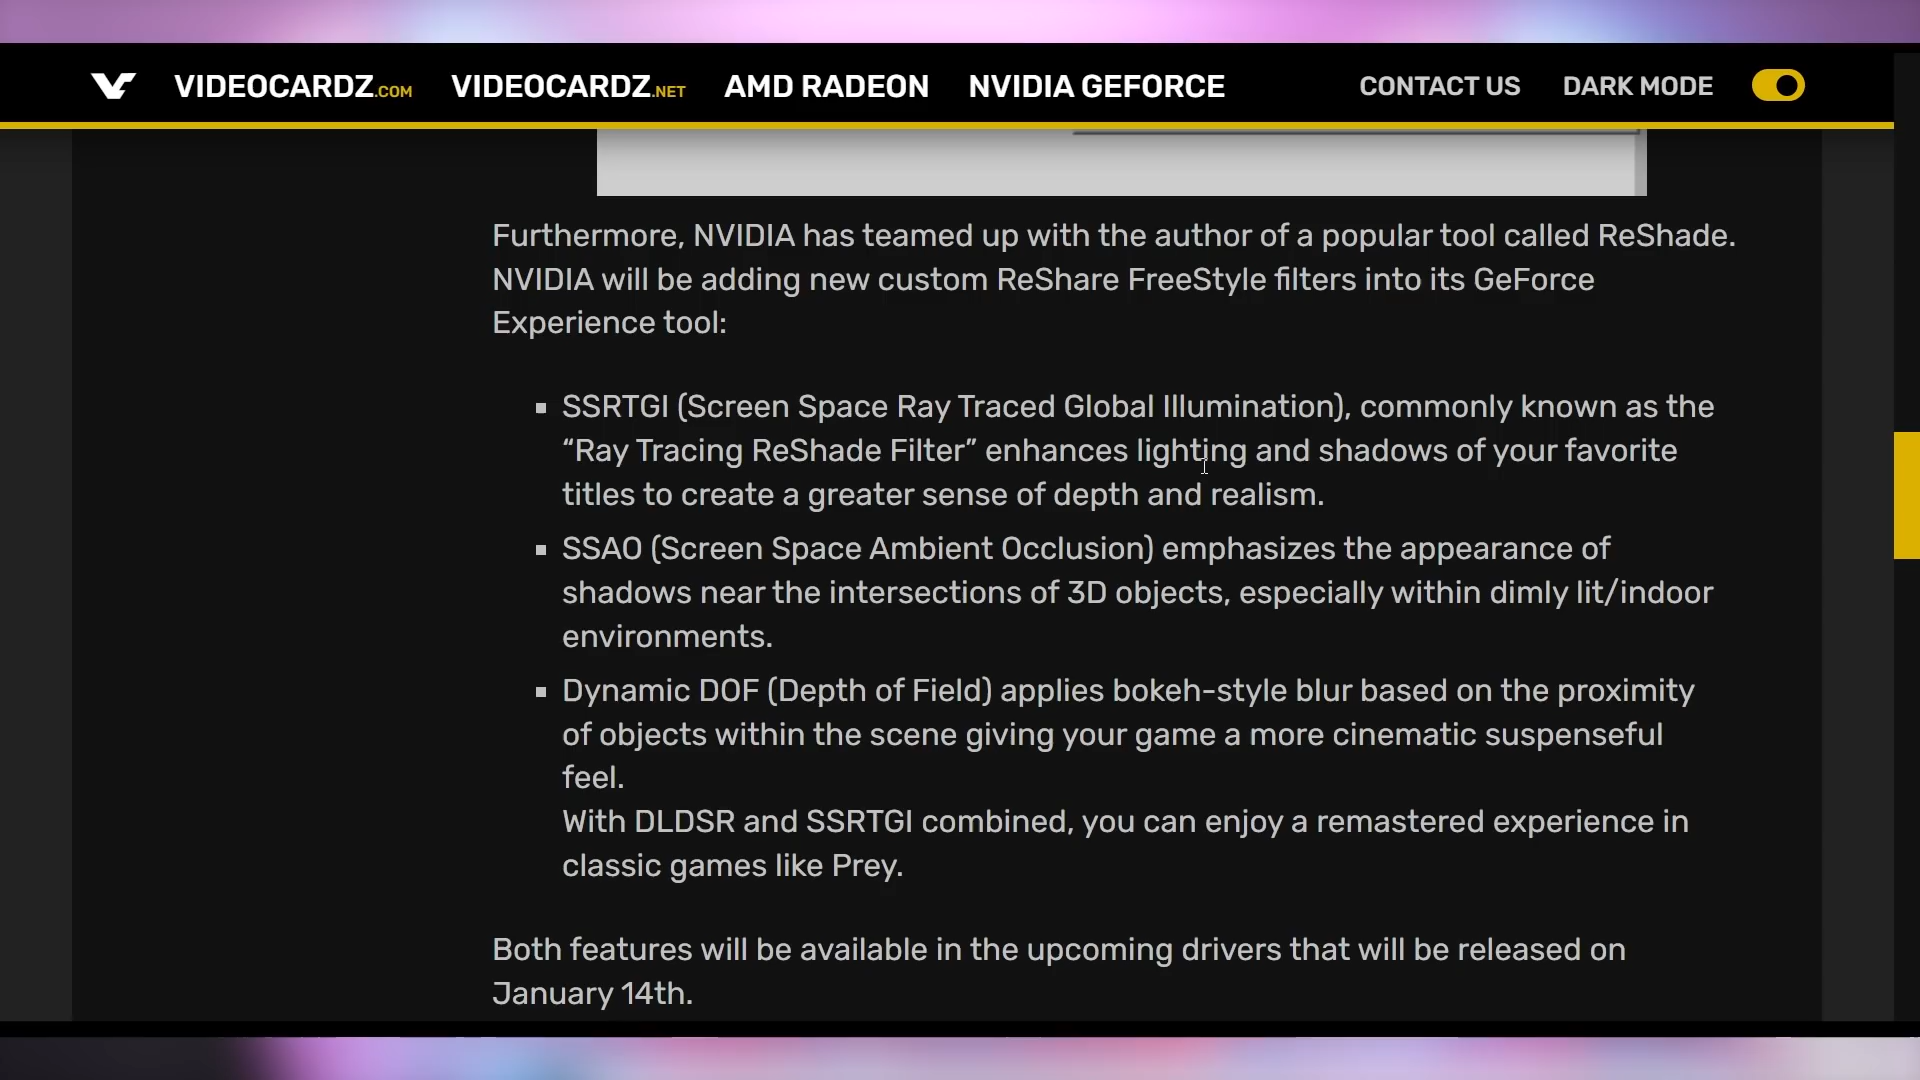 VIDEOCARDZ.COM VIDEOCARDZ.NET AMD RADEON NVIDIA GEFORCE CONTACT US DARK MODE
Furthermore, NVIDIA has teamed up with the author of a popular tool called ReShade.
NVIDIA will be adding new custom ReShare FreeStyle filters into its GeForce
Experience tool:
SSRTGI (Screen Space Ray Traced Global Illumination), commonly known as the
“Ray Tracing ReShade Filter” enhances lighting and shadows of your favorite
titles to create a greater sense of depth and realism.
SSAO (Screen Space Ambient Occlusion) emphasizes the appearance of
shadows near the intersections of 3D objects, especially within dimly lit/indoor
environments.
Dynamic DOF (Depth of Field) applies bokeh-style blur based on the proximity
of objects within the scene giving your game a more cinematic suspenseful
feel.
With DLDSR and SSRTGI combined, you can enjoy a remastered experience in
classic games like Prey.
Both features will be available in the upcoming drivers that will be released on
January 14th.